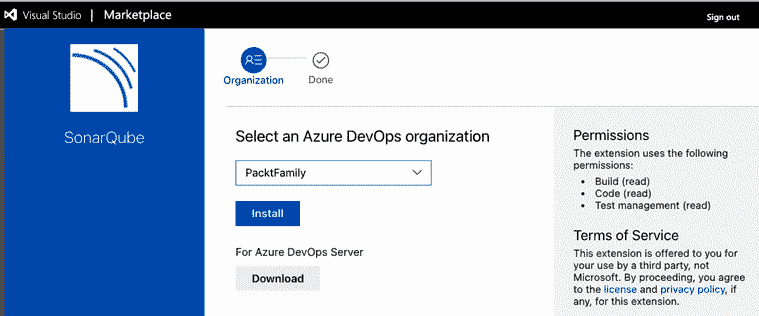 Visual Studio | Marketplace
Sign out
SonarQube
Organization
Done
Select an Azure DevOps organization
PacktFamily
Install
For Azure DevOps Server
Download
Permissions
The extension uses the following
permissions:
• Build (read)
• Code (read)
• Test management (read)
Terms of Service
This extension is offered to you for
your use by a third party, not
Microsoft. By proceeding, you agree
to the license and privacy policy, if
any, for this extension.